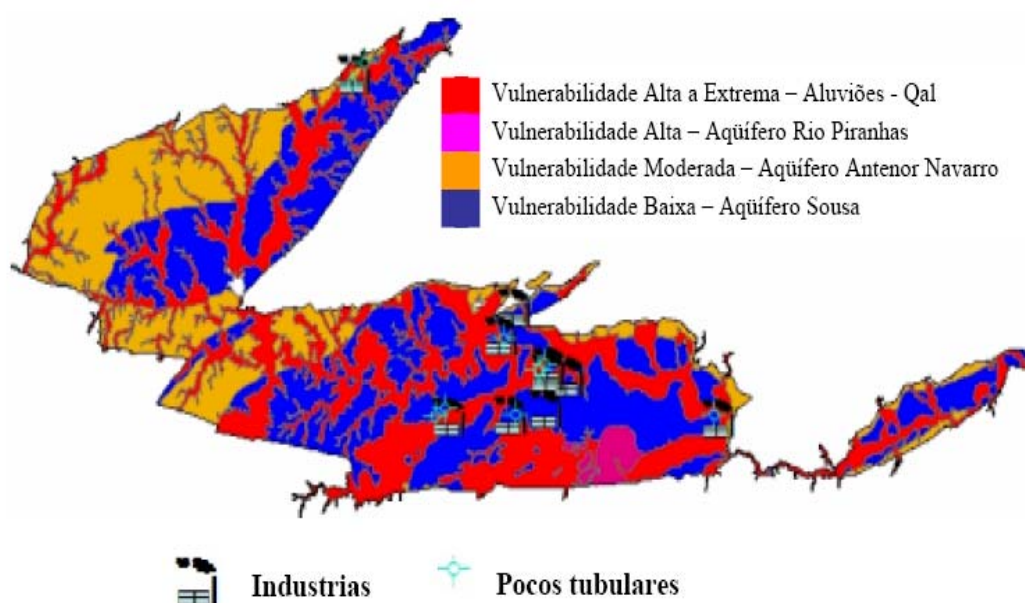 Vulnerabilidade Alta a Extrema – Aluviões - Qal
Vulnerabilidade Alta – Aqüífero Rio Piranhas
Vulnerabilidade Moderada – Aqüífero Antenor Navarro
Vulnerabilidade Baixa – Aqüífero Sousa
Industrias
Pocos tubulares